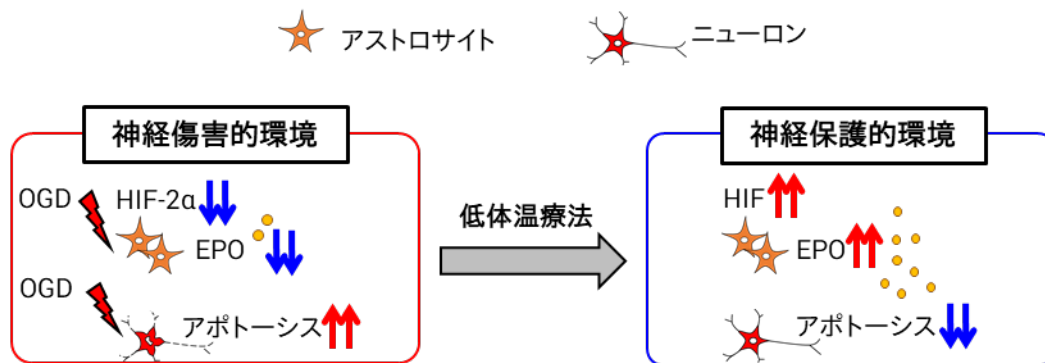 アストロサイト
ニューロン
神経傷害的環境
OGD
HIF-2α
EPO
OGD
アポトーシス
低体温療法
神経保護的環境
HIF
EPO
アポトーシス